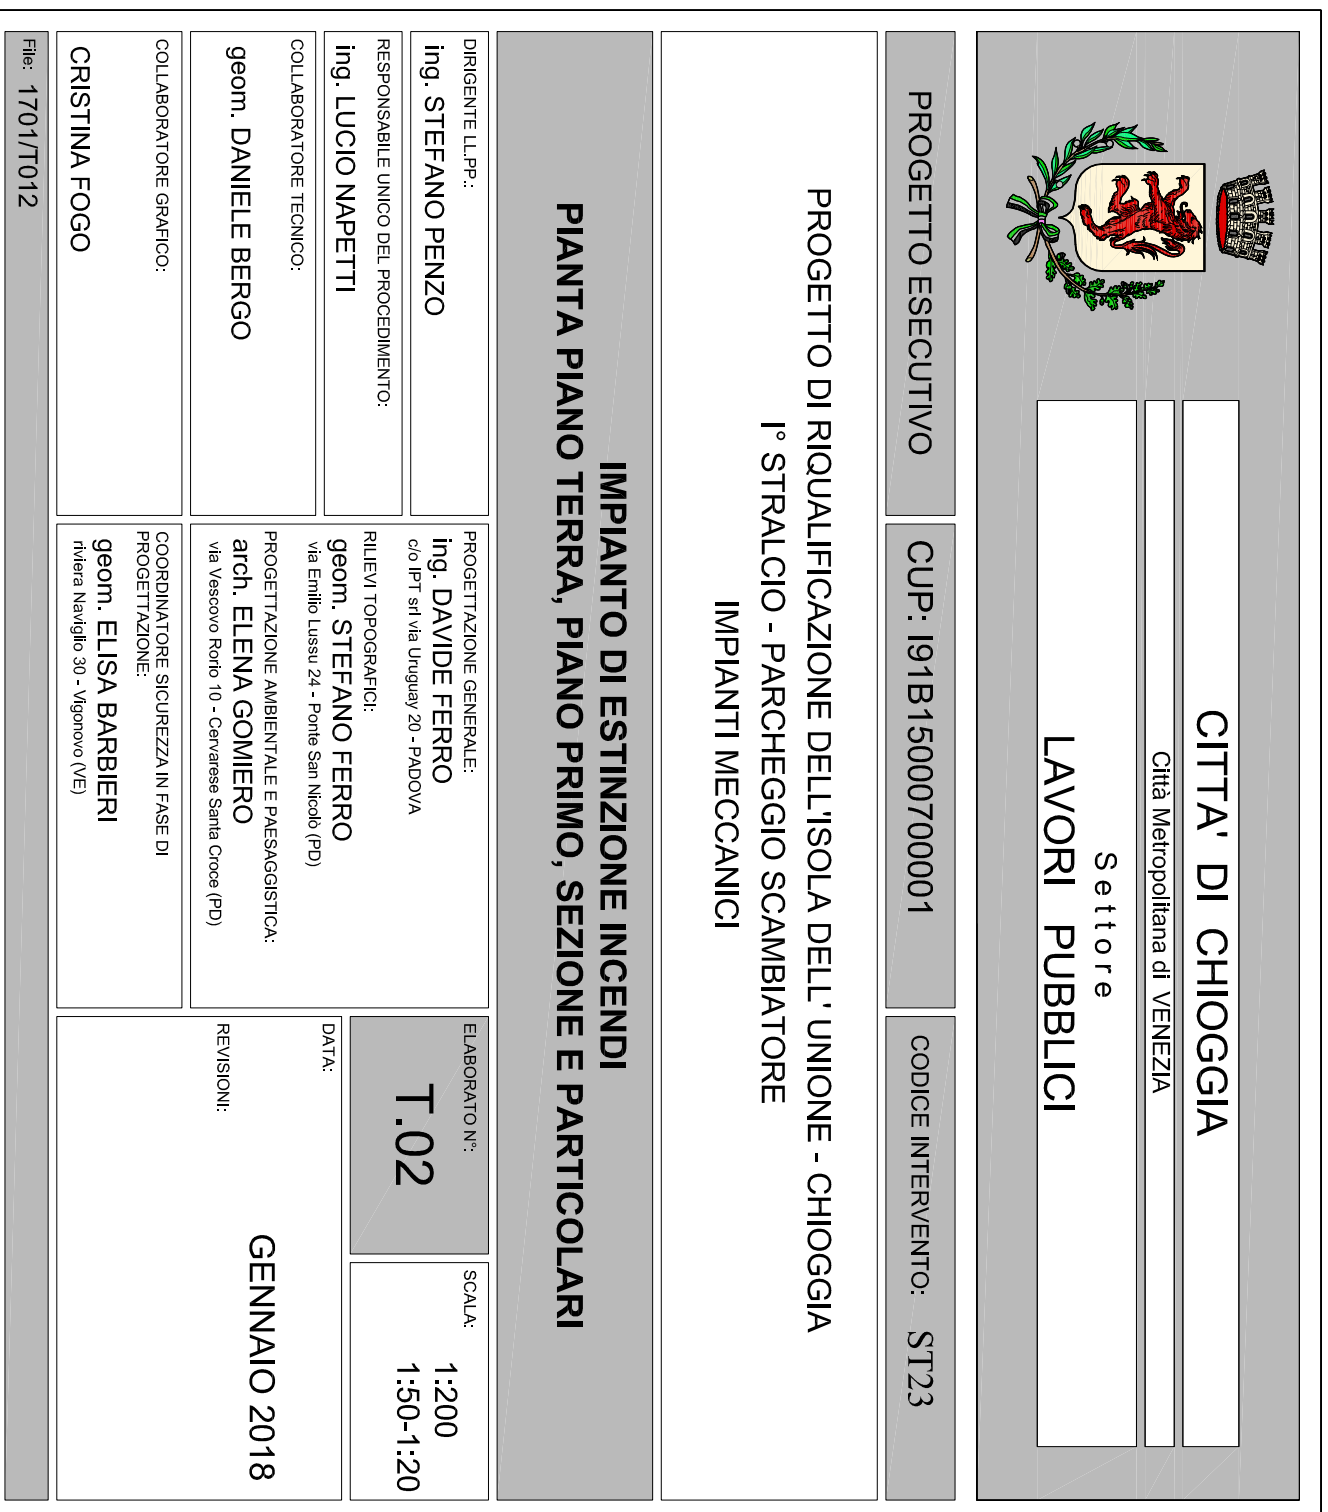 CITTA' DI CHIOGGIA
Città Metropolitana di VENEZIA
Settore
LAVORI PUBBLICI
PROGETTO ESECUTIVO
CUP: I91B15000700001
CODICE INTERVENTO: ST23
PROGETTO DI RIQUALIFICAZIONE DELL'ISOLA DELL' UNIONE - CHIOGGIA
I° STRALCIO - PARCHEGGIO SCAMBIATORE
IMPIANTI MECCANICI
IMPIANTO DI ESTINZIONE INCENDI
PIANTA PIANO TERRA, PIANO PRIMO, SEZIONE E PARTICOLARI
DIRIGENTE LL.PP.:
ing. STEFANO PENZO
RESPONSABILE UNICO DEL PROCEDIMENTO:
ing. LUCIO NAPETTI
COLLABORATORE TECNICO:
geom. DANIELE BERGO
COLLABORATORE GRAFICO:
CRISTINA FOGO
PROGETTAZIONE GENERALE:
ing. DAVIDE FERRO
c/o IPT srl via Uruguay 20 - PADOVA
RILIEVI TOPOGRAFICI:
geom. STEFANO FERRO
via Emilio Lussu 24 - Ponte San Nicolò (PD)
PROGETTAZIONE AMBIENTALE E PAESAGGISTICA:
arch. ELENA GOMIERO
via Vescovo Rorio 10 - Cervarese Santa Croce (PD)
COORDINATORE SICUREZZA IN FASE DI
PROGETTAZIONE:
geom. ELISA BARBIERI
riviera Naviglio 30 - Vigonovo (VE)
ELABORATO N°:
T.02
SCALA:
1:200
1:50-1:20
DATA:
GENNAIO 2018
REVISIONI:
File: 1701/T012